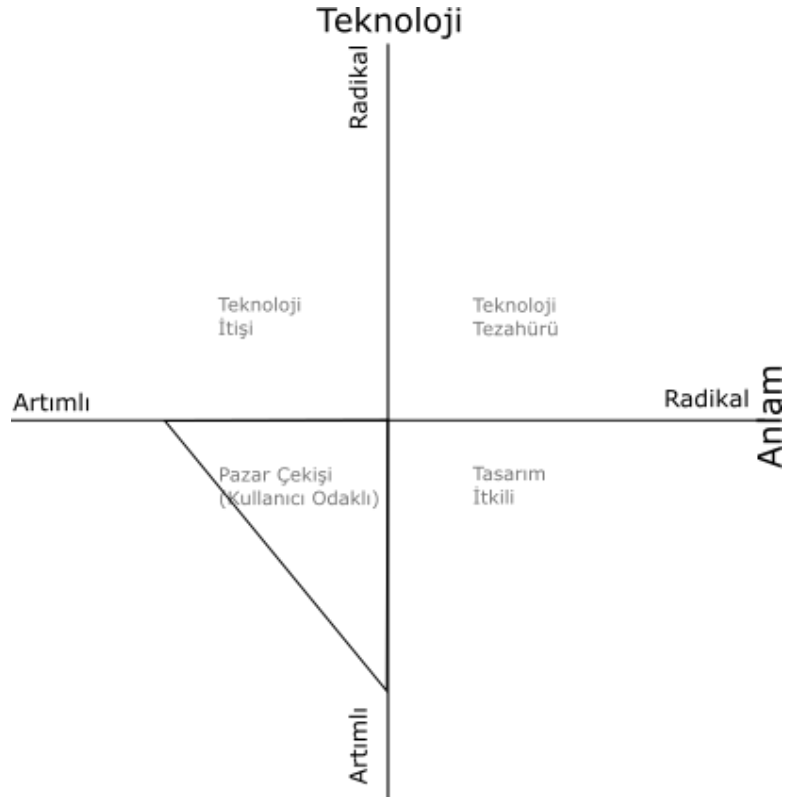 Teknoloji
Radikal
Teknoloji
İtişi
Teknoloji
Tezahürü
Artımlı
Radikal
Anlam
Pazar Çekişi
(Kullanıcı Odaklı)
Tasarım
İtkili
Artımlı